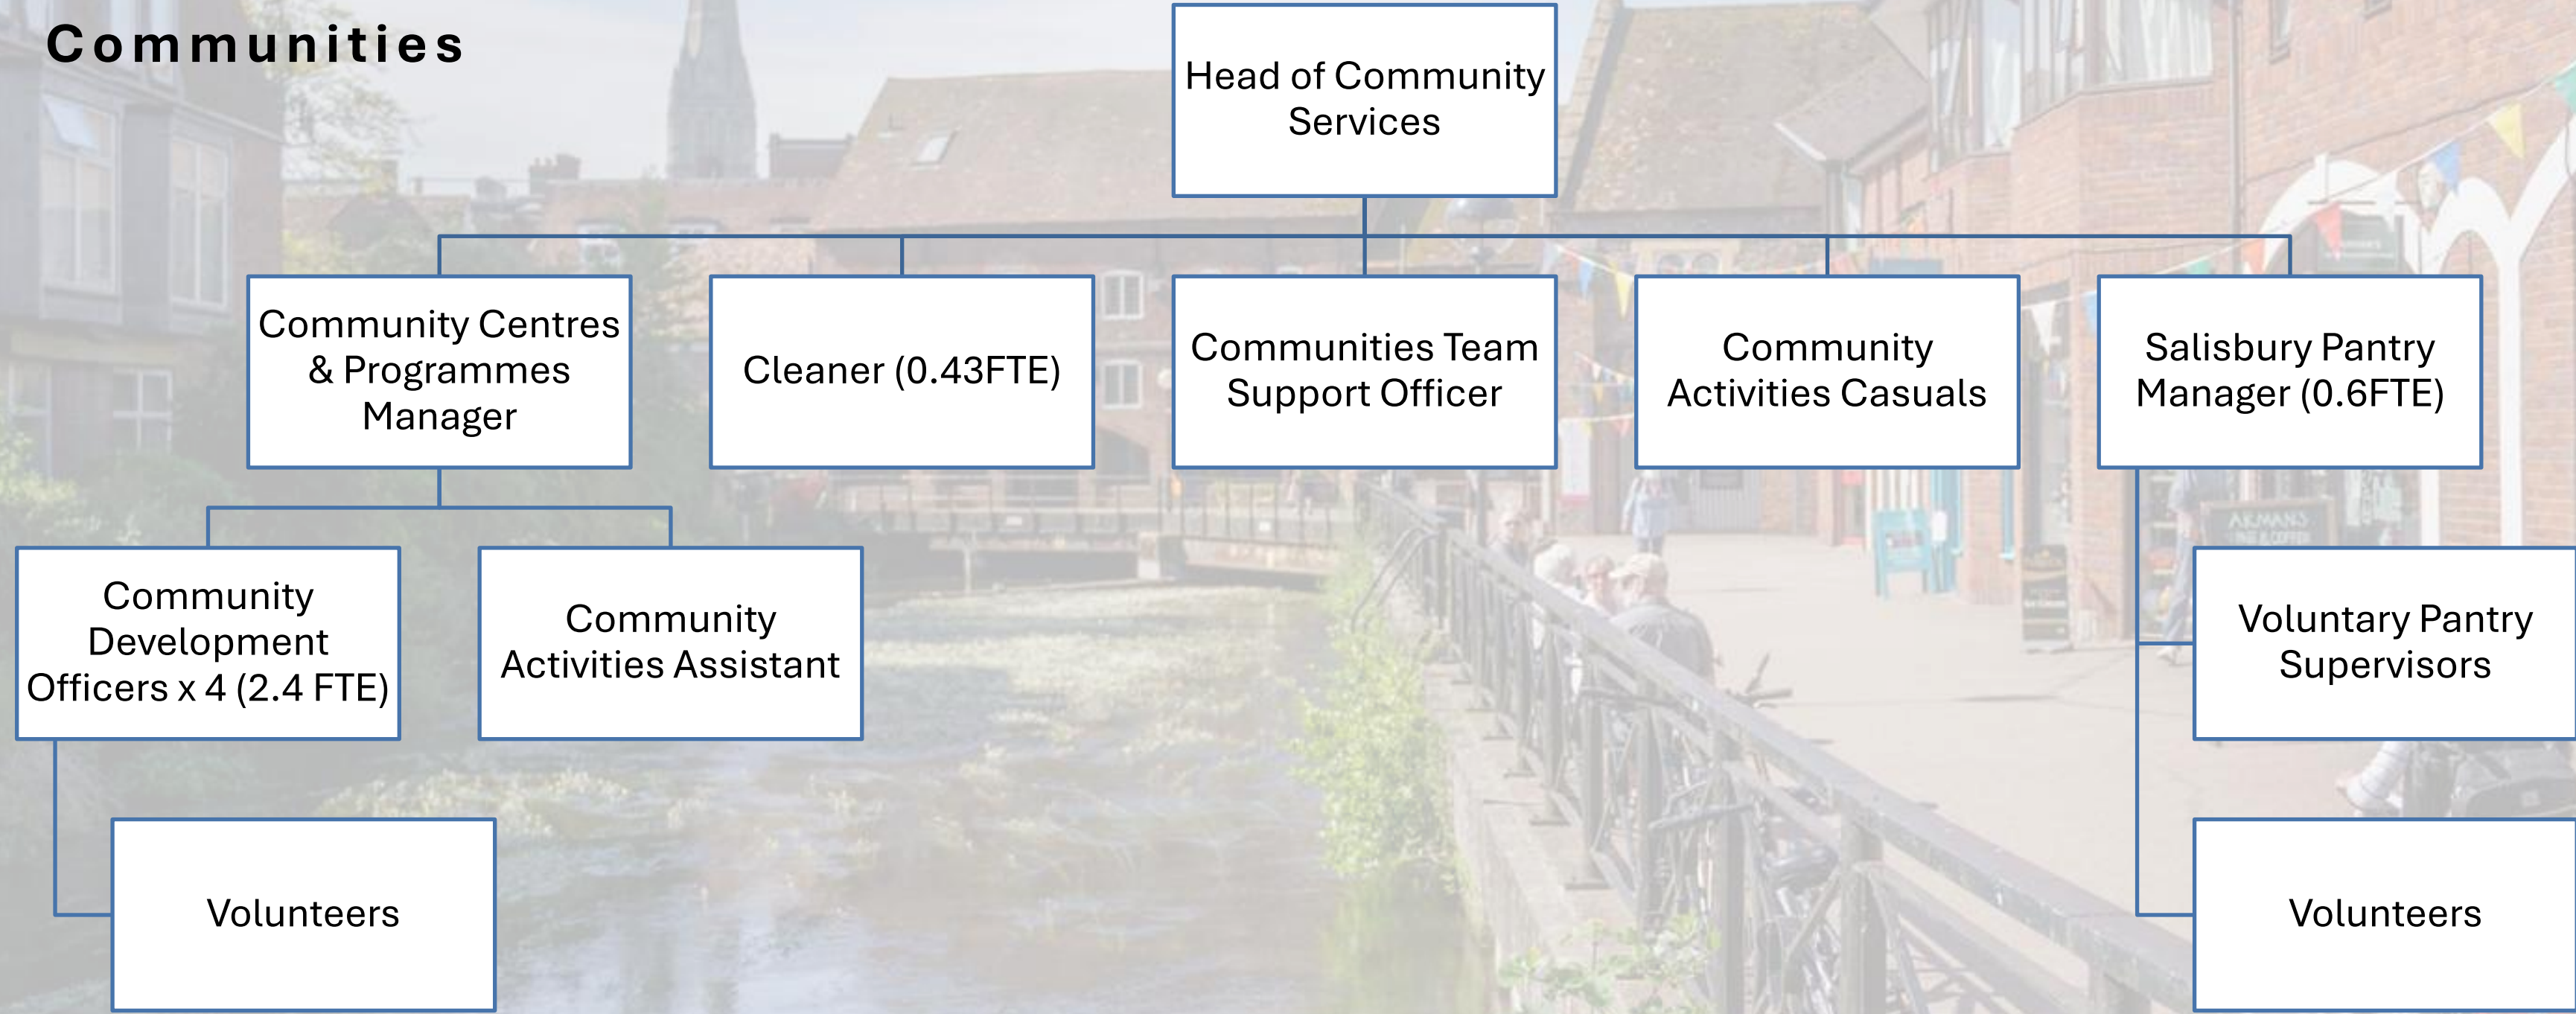 Communities
Head of Community
Services
Community Centres
& Programmes
Manager
Cleaner (0.43FTE)
Communities Team
Support Officer
Community
Activities Casuals
Salisbury Pantry
Manager (0.6FTE)
Community
Development
Officers x 4 (2.4 FTE)
Community
Activities Assistant
Voluntary Pantry
Supervisors
Volunteers
Volunteers